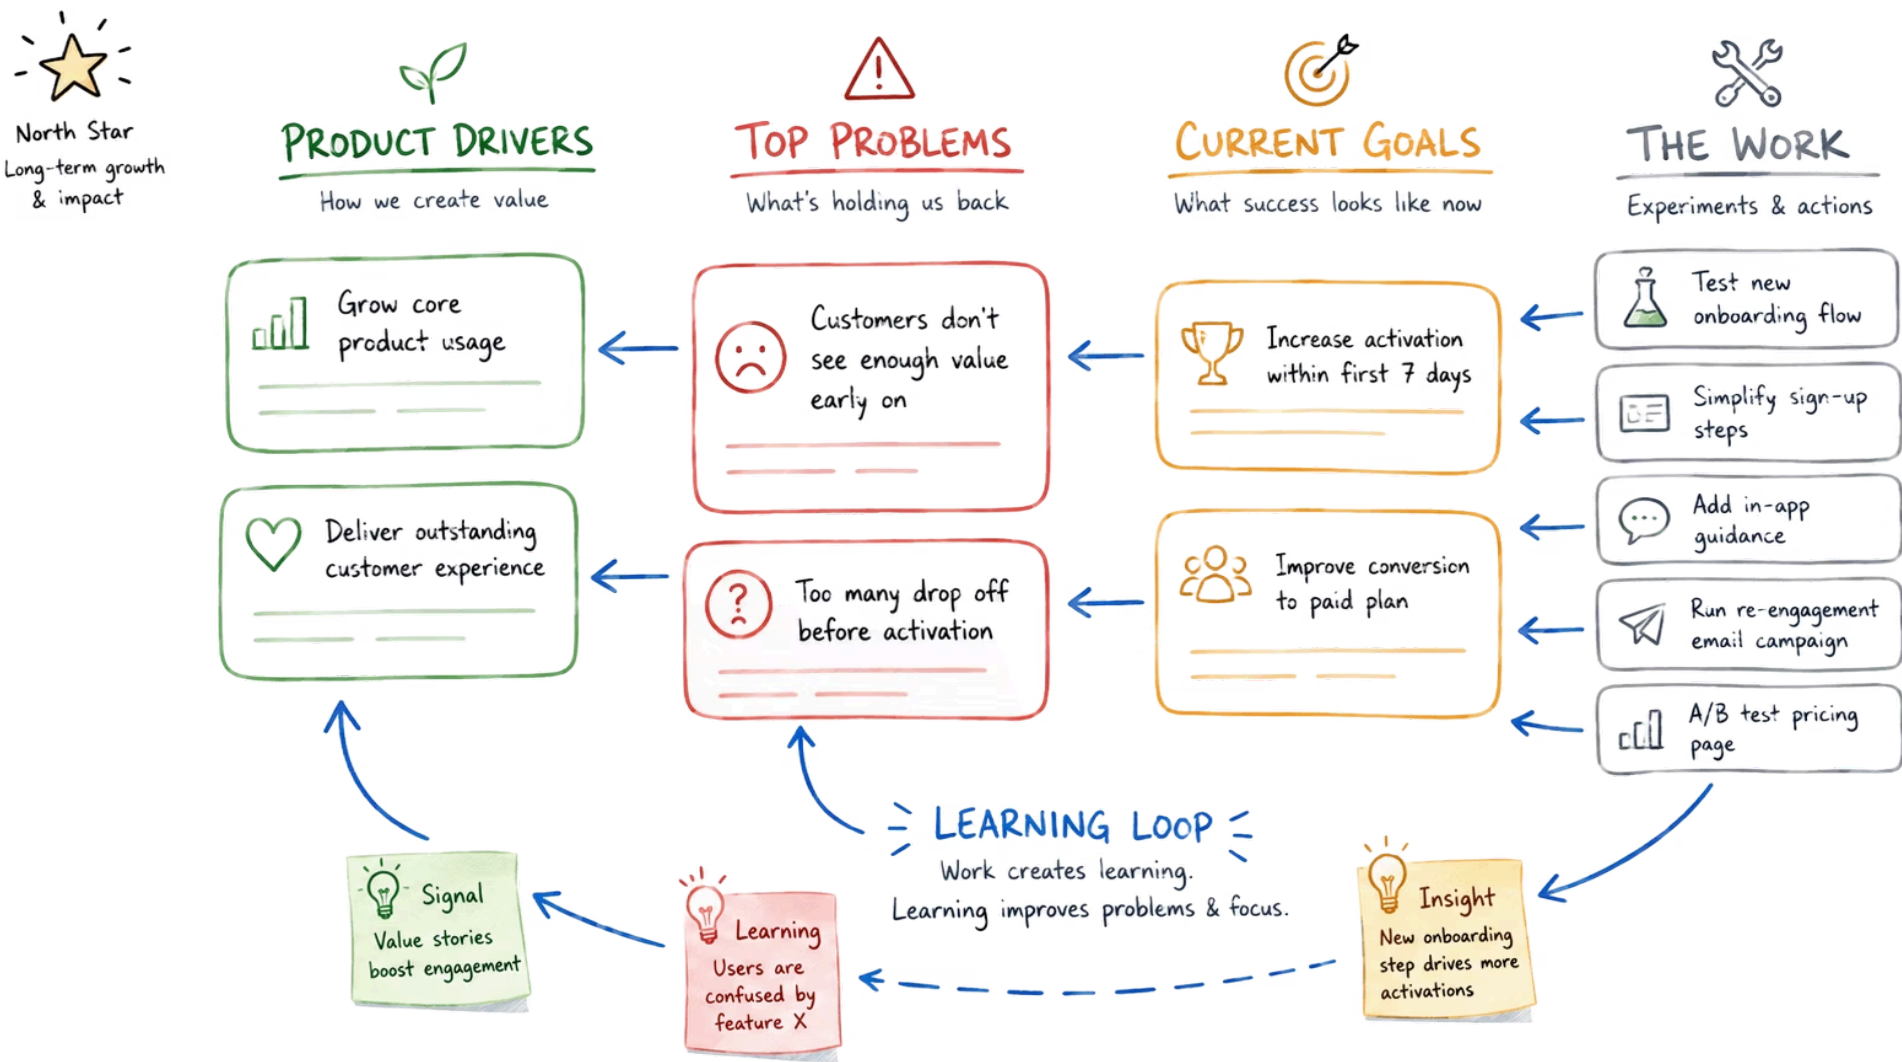 North Star
Long-term growth
& impact
PRODUCT DRIVERS
How we create value
Grow core
product usage
Deliver outstanding
customer experience
TOP PROBLEMS
What's holding us back
Customers don't
see enough value
early on
Too many drop off
before activation
CURRENT GOALS
What success looks like now
Increase activation
within first 7 days
Improve conversion
to paid plan
THE WORK
Experiments & actions
Test new
onboarding flow
Simplify sign-up
steps
Add in-app
guidance
Run re-engagement
email campaign
A/B test pricing
page
LEARNING LOOP
Work creates learning.
Learning improves problems & focus.
Signal
Value stories
boost engagement
Learning
Users are
confused by
feature X
Insight
New onboarding
step drives more
activations